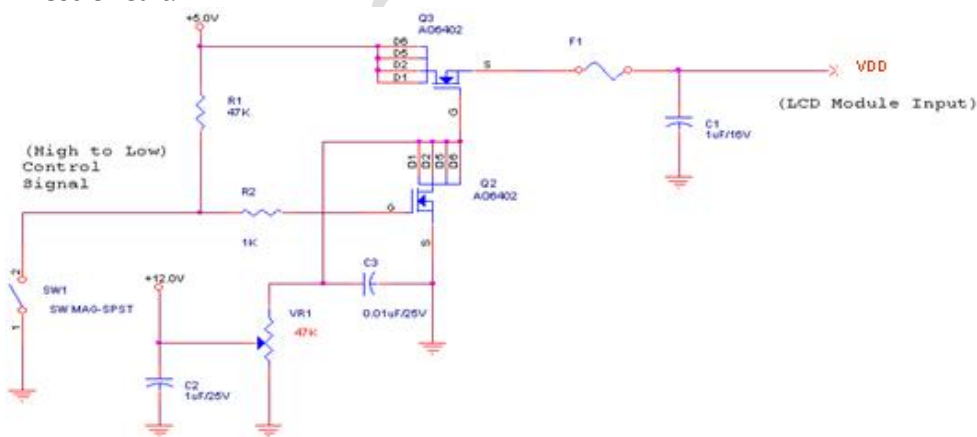 +5.0V
Q3
AO6402
D6
D5
D2
D1
S
G
F1
VDD
(LCD Module Input)
C1
1uF/16V
R1
47K
(High to Low)
Control
Signal
R2
1K
G
D1
D2
D5
D6
Q2
AO6402
S
C3
0.01uF/25V
2
SW1
SW MAG-SPST
1
+12.0V
VR1
47K
C2
1uF/25V